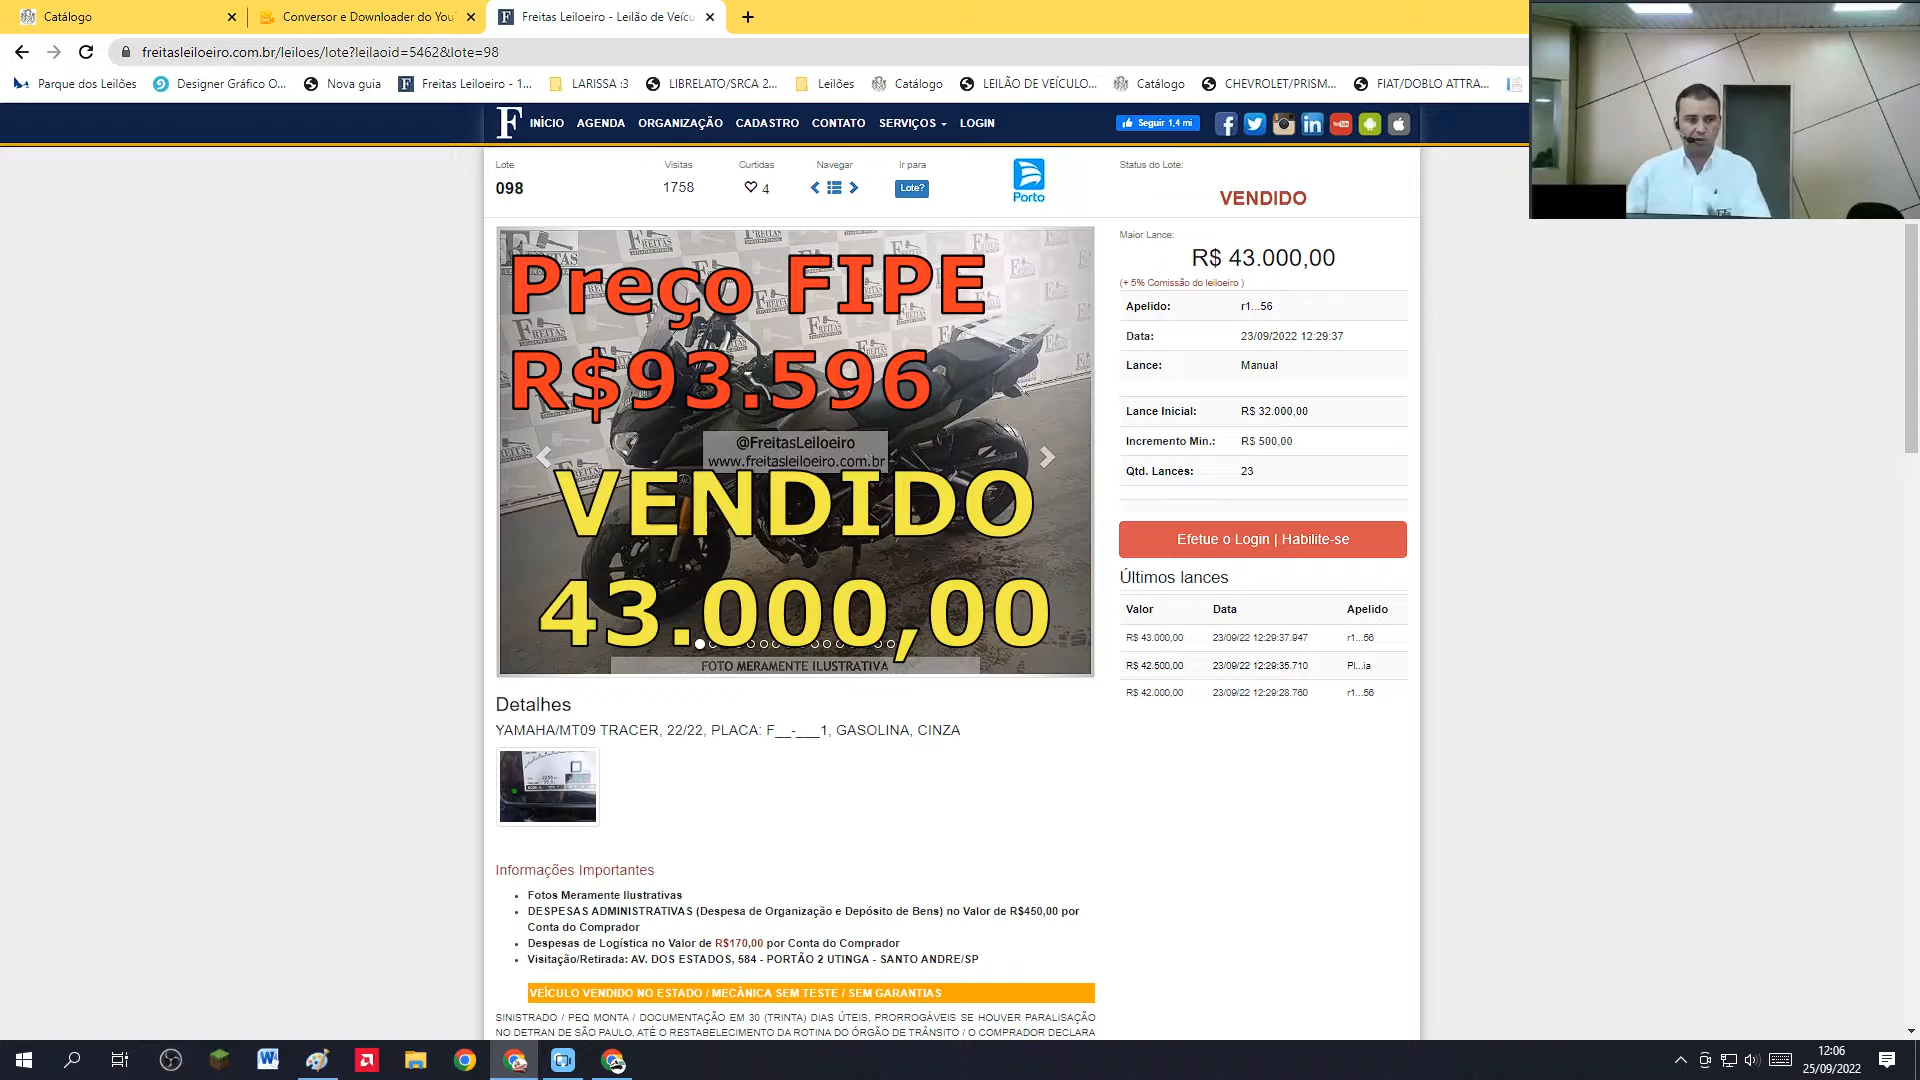 Catálogo
Conversor e Downloader do You
Freitas Leiloeiro - Leilão de Veícu
freitasleiloeiro.com.br/leiloes/lote?leilaoid=5462&lote=98
Parque dos Leilões
Designer Gráfico O...
Nova guia
Freitas Leiloeiro - 1...
LARISSA :3
LIBRELATO/SRCA 2...
Leilões
Catálogo
LEILÃO DE VEÍCULO...
Catálogo
CHEVROLET/PRISM...
FIAT/DOBLO ATTRA...
F INÍCIO AGENDA ORGANIZAÇÃO CADASTRO CONTATO SERVIÇOS LOGIN
Seguir 1,4 mi
Lote Visitas Curtidas Navegar Ir para
098 1758 4 Lote?
Porto
Status do Lote:
VENDIDO
Preço FIPE
R$93.596
@FreitasLeiloeiro
www.freitasleiloeiro.com.br
VENDIDO
43.000,00
FOTO MERAMENTE ILUSTRATIVA
Maior Lance:
R$ 43.000,00
(+ 5% Comissão do leiloeiro )
Apelido: r1...56
Data: 23/09/2022 12:29:37
Lance: Manual
Lance Inicial: R$ 32.000,00
Incremento Min.: R$ 500,00
Qtd. Lances: 23
Efetue o Login | Habilite-se
Últimos lances
Valor Data Apelido
R$ 43.000,00 23/09/22 12:29:37.947 r1...56
R$ 42.500,00 23/09/22 12:29:35.710 Pl...ia
R$ 42.000,00 23/09/22 12:29:28.760 r1...56
Detalhes
YAMAHA/MT09 TRACER, 22/22, PLACA: F__-___1, GASOLINA, CINZA
Informações Importantes
Fotos Meramente Ilustrativas
DESPESAS ADMINISTRATIVAS (Despesa de Organização e Depósito de Bens) no Valor de R$450,00 por
Conta do Comprador
Despesas de Logística no Valor de R$170,00 por Conta do Comprador
Visitação/Retirada: AV. DOS ESTADOS, 584 - PORTÃO 2 UTINGA - SANTO ANDRE/SP
VEÍCULO VENDIDO NO ESTADO / MECÂNICA SEM TESTE / SEM GARANTIAS
SINISTRADO / PEQ MONTA / DOCUMENTAÇÃO EM 30 (TRINTA) DIAS ÚTEIS, PRORROGÁVEIS SE HOUVER PARALISAÇÃO
NO DETRAN DE SÃO PAULO, ATÉ O RESTABELECIMENTO DA ROTINA DO ÓRGÃO DE TRÂNSITO / O COMPRADOR DECLARA
12:06
25/09/2022